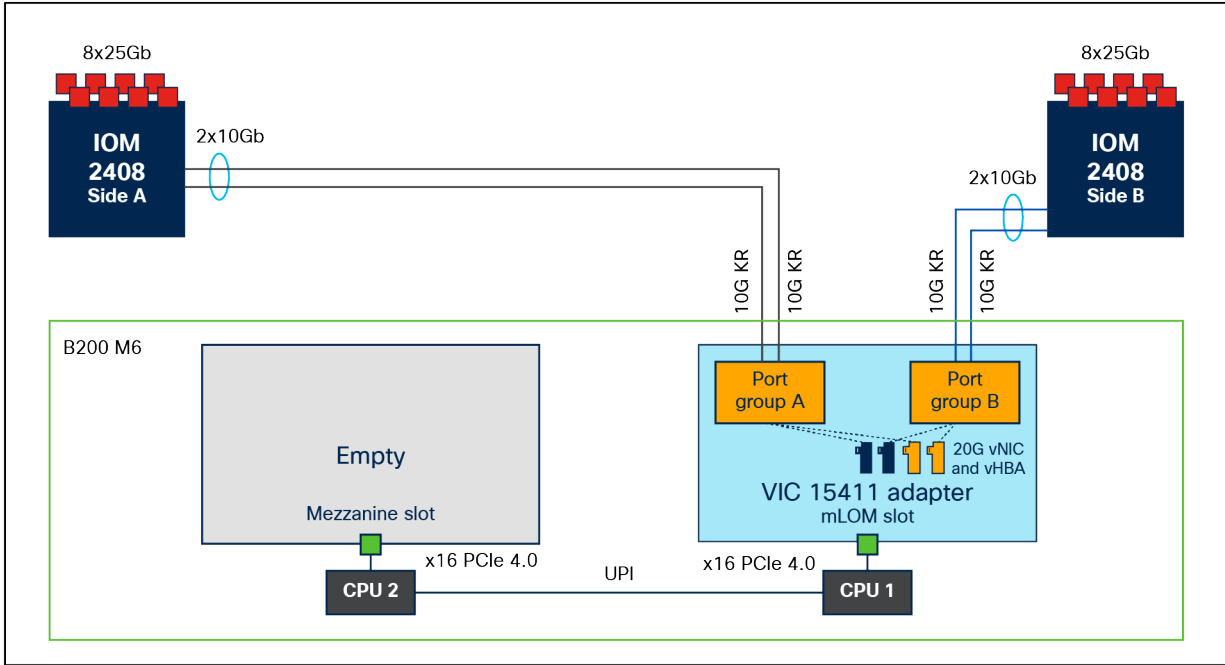 8x25Gb
8x25Gb
IOM
2408
Side A
2x10Gb
IOM
2408
Side B
2x10Gb
10G KR
10G KR
10G KR
10G KR
B200 M6
Empty
Mezzanine slot
Port
group A
Port
group B
20G vNIC
and vHBA
VIC 15411 adapter
mLOM slot
x16 PCIe 4.0
UPI
x16 PCIe 4.0
CPU 2
CPU 1